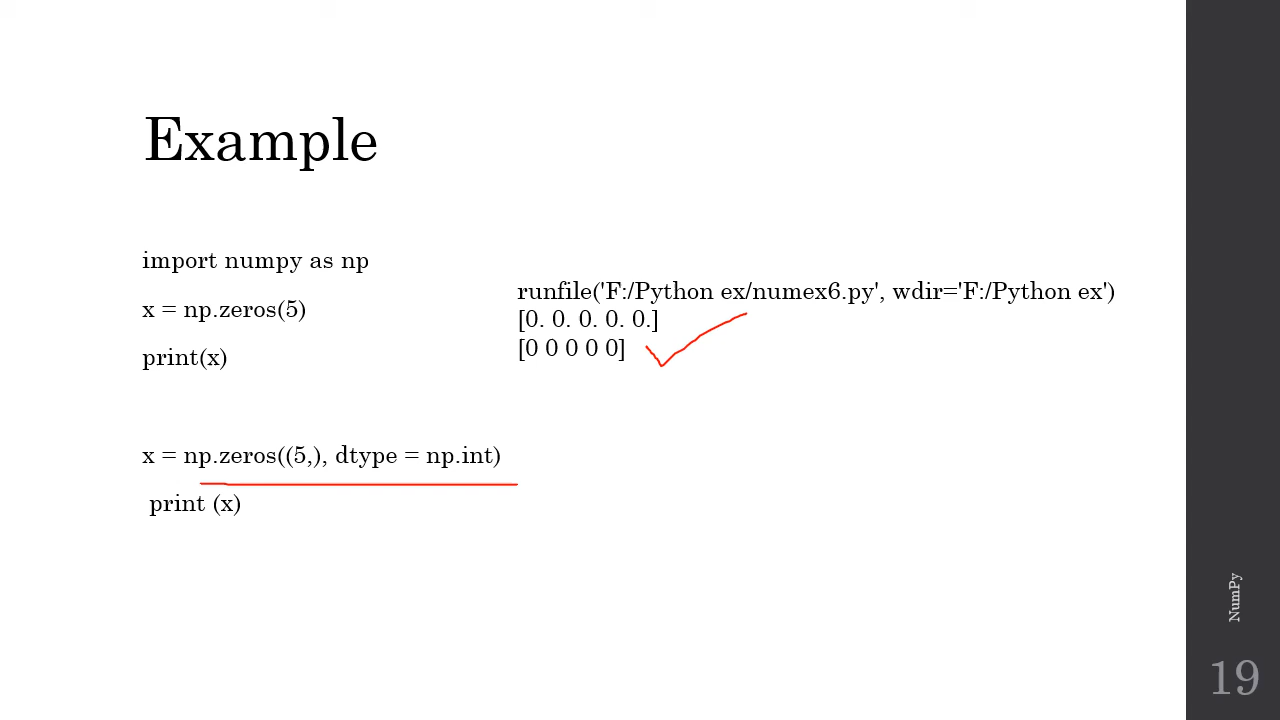 Example
import numpy as np
x = np.zeros(5)
print(x)
x = np.zeros((5,), dtype = np.int)
print (x)
runfile('F:/Python ex/numex6.py', wdir='F:/Python ex')
[0. 0. 0. 0. 0.]
[0 0 0 0 0]
NumPy
19